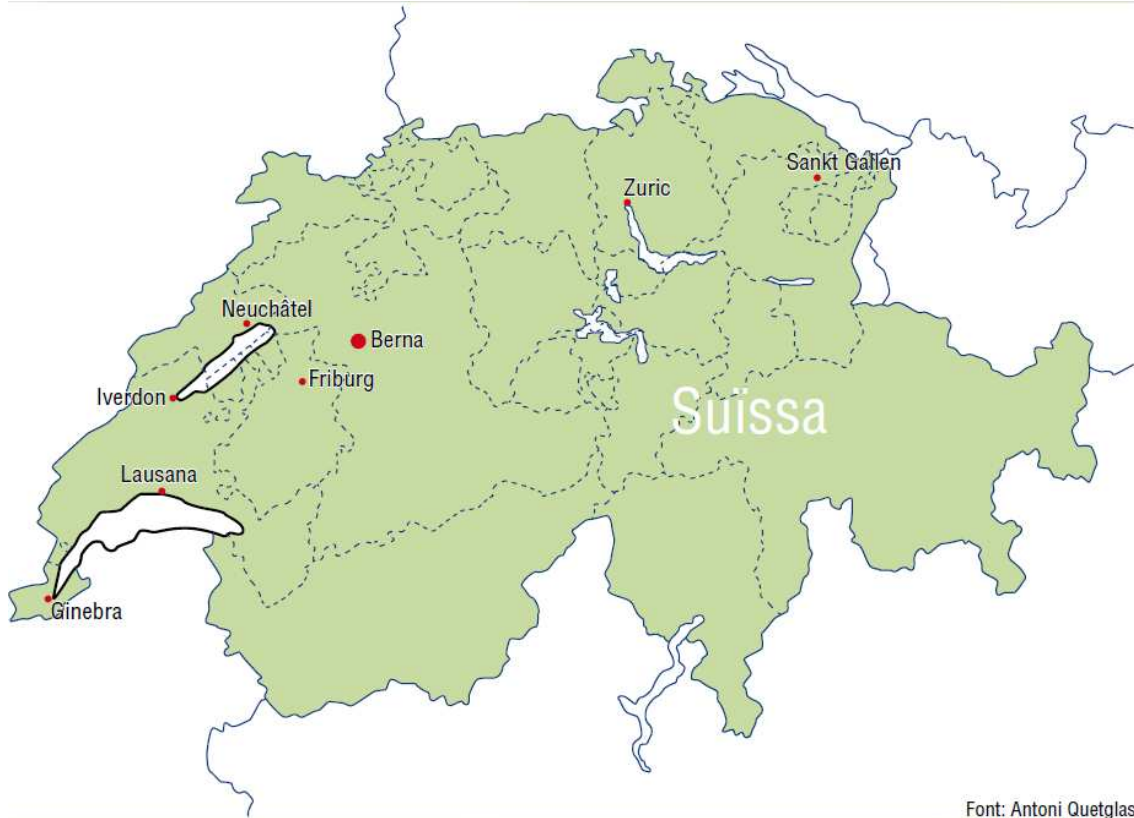 Sankt Gallen
Zuric
Neuchâtel
Berna
Friburg
Iverdon
Suïssa
Lausana
Ginebra
Font: Antoni Quetglas